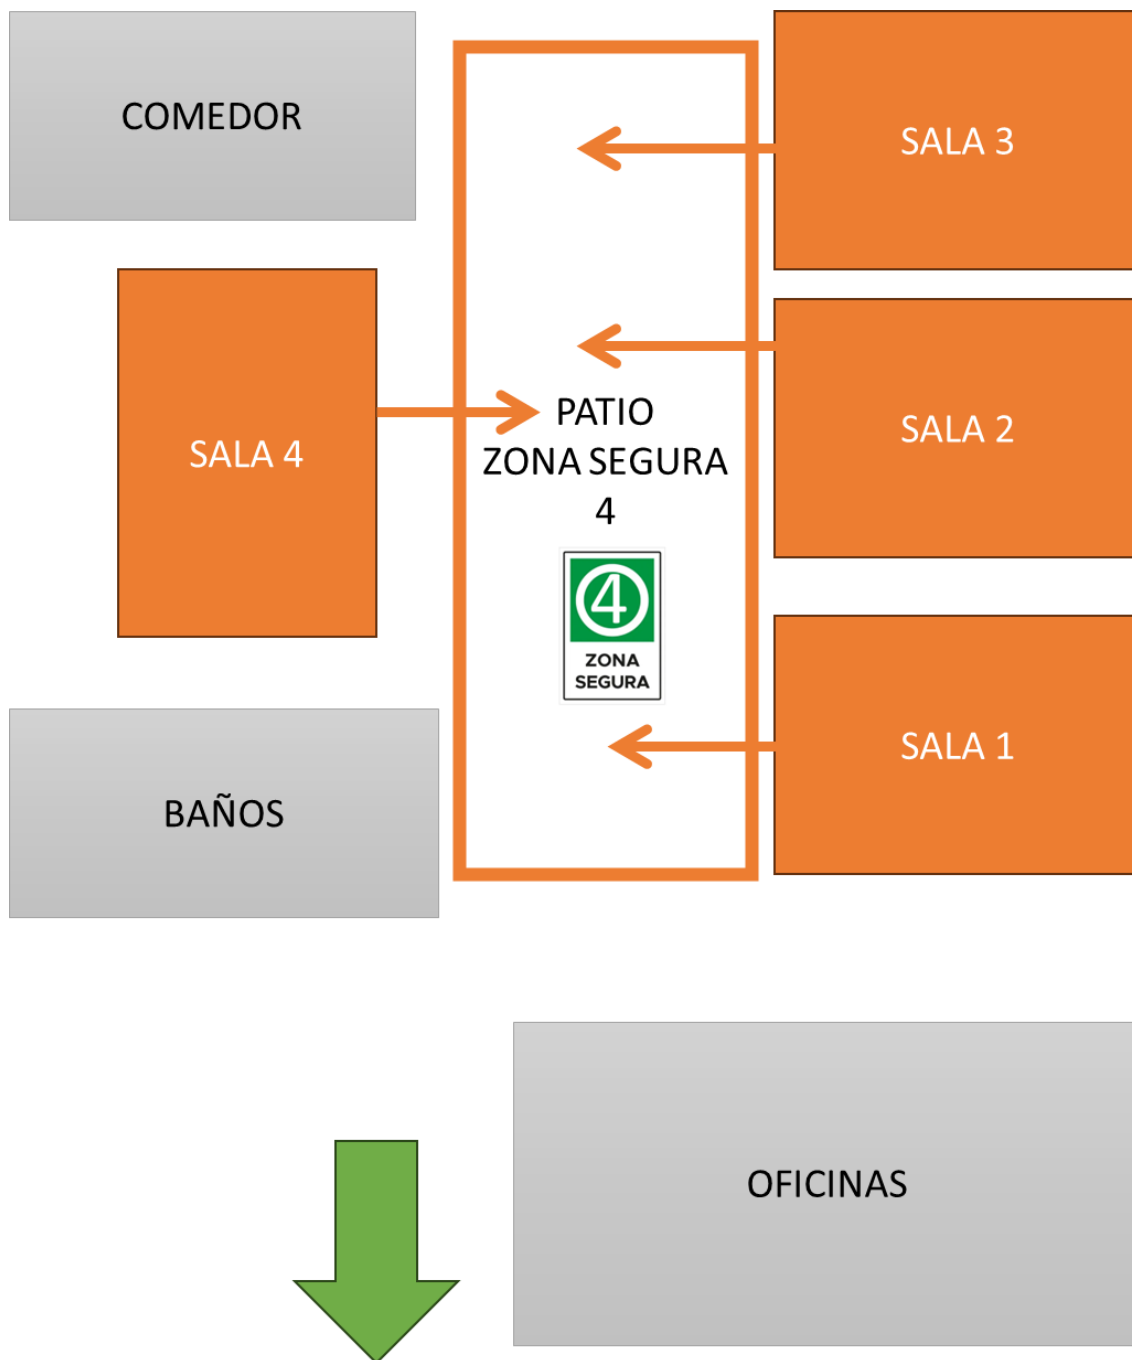 COMEDOR
SALA 3
SALA 2
SALA 4
PATIO
ZONA SEGURA
4
4
ZONA
SEGURA
SALA 1
BAÑOS
OFICINAS